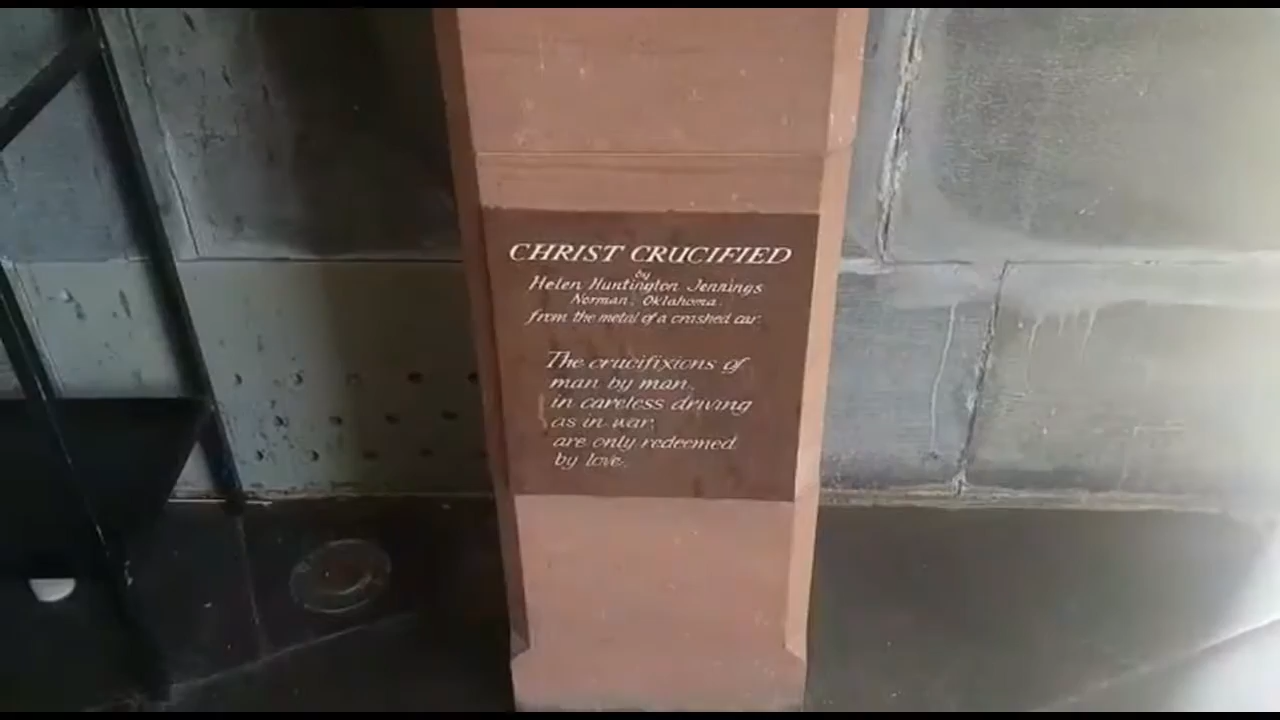 CHRIST CRUCIFIED
by
Helen Huntington Jennings
Norman, Oklahoma.
from the metal of a crashed car.
The crucifixions of
man by man,
in careless driving
as in war,
are only redeemed
by love.